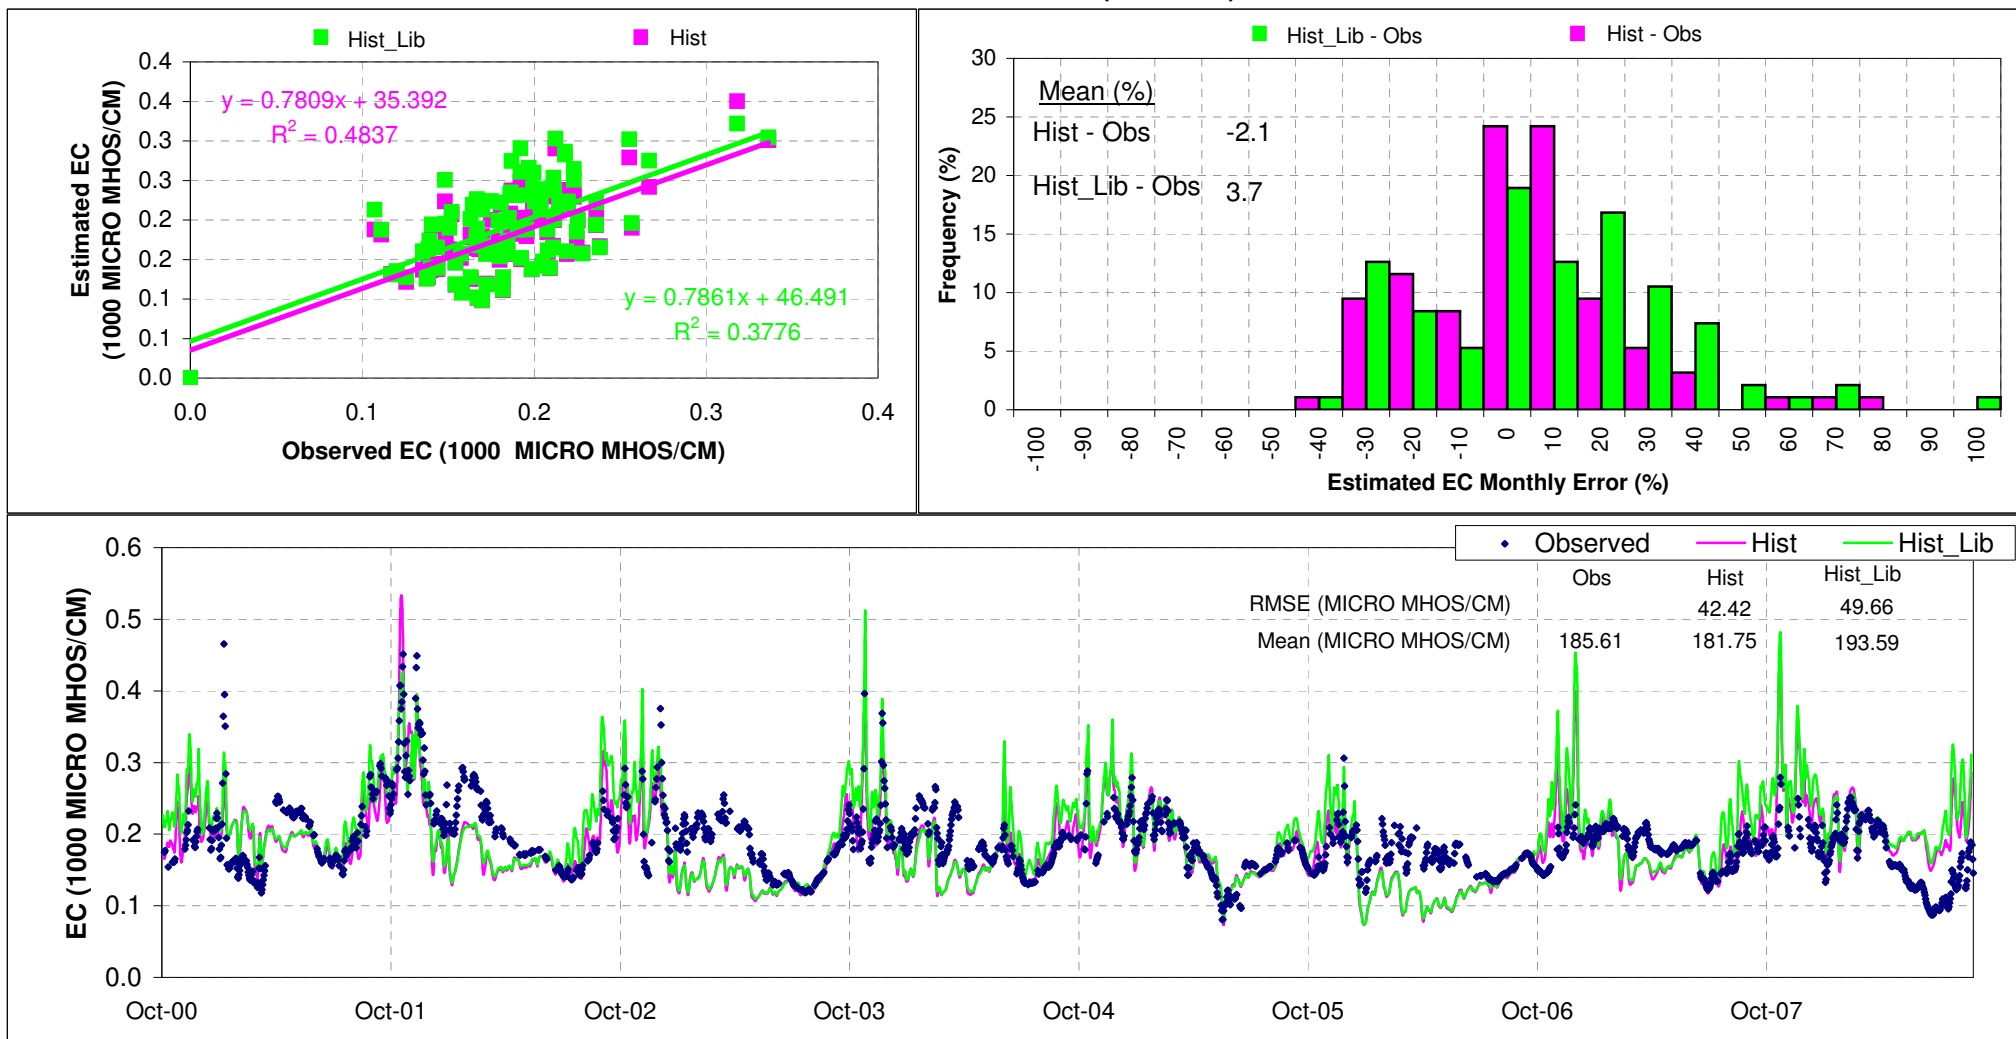 Hist_Lib Hist
0.4
0.4
0.3
0.3
0.2
0.2
0.1
0.1
0.0
Estimated EC
(1000 MICRO MHOS/CM)
y = 0.7809x + 35.392
R² = 0.4837
y = 0.7861x + 46.491
R² = 0.3776
0.0 0.1 0.2 0.3 0.4
Observed EC (1000 MICRO MHOS/CM)
Hist_Lib - Obs Hist - Obs
30
25
20
15
10
5
0
Frequency (%)
Mean (%)
Hist - Obs -2.1
Hist_Lib - Obs 3.7
-100 -90 -80 -70 -60 -50 -40 -30 -20 -10 0 10 20 30 40 50 60 70 80 90 100
Estimated EC Monthly Error (%)
Observed Hist Hist_Lib
Obs Hist Hist_Lib
RMSE (MICRO MHOS/CM) 42.42 49.66
Mean (MICRO MHOS/CM) 185.61 181.75 193.59
0.6
0.5
0.4
0.3
0.2
0.1
0.0
EC (1000 MICRO MHOS/CM)
Oct-00 Oct-01 Oct-02 Oct-03 Oct-04 Oct-05 Oct-06 Oct-07